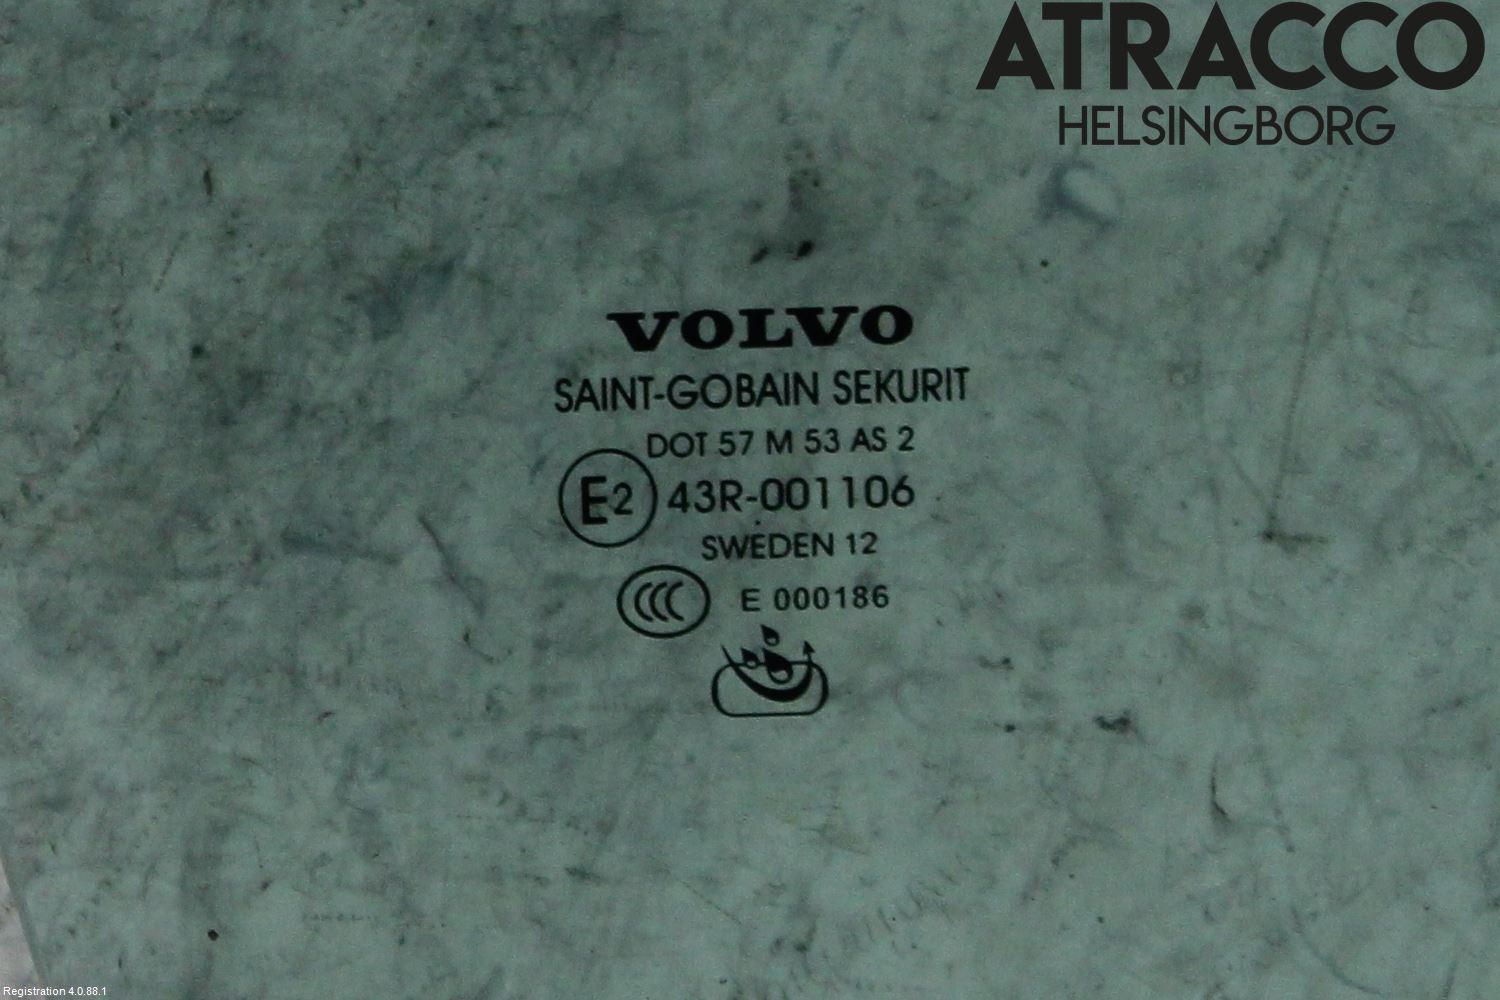 ATRACCO
HELSINGBORG
VOLVO
SAINT-GOBAIN SEKURIT
DOT 57 M 53 AS 2
E2 43R-001106
SWEDEN 12
CCC E 000186
Registration 4.0.88.1